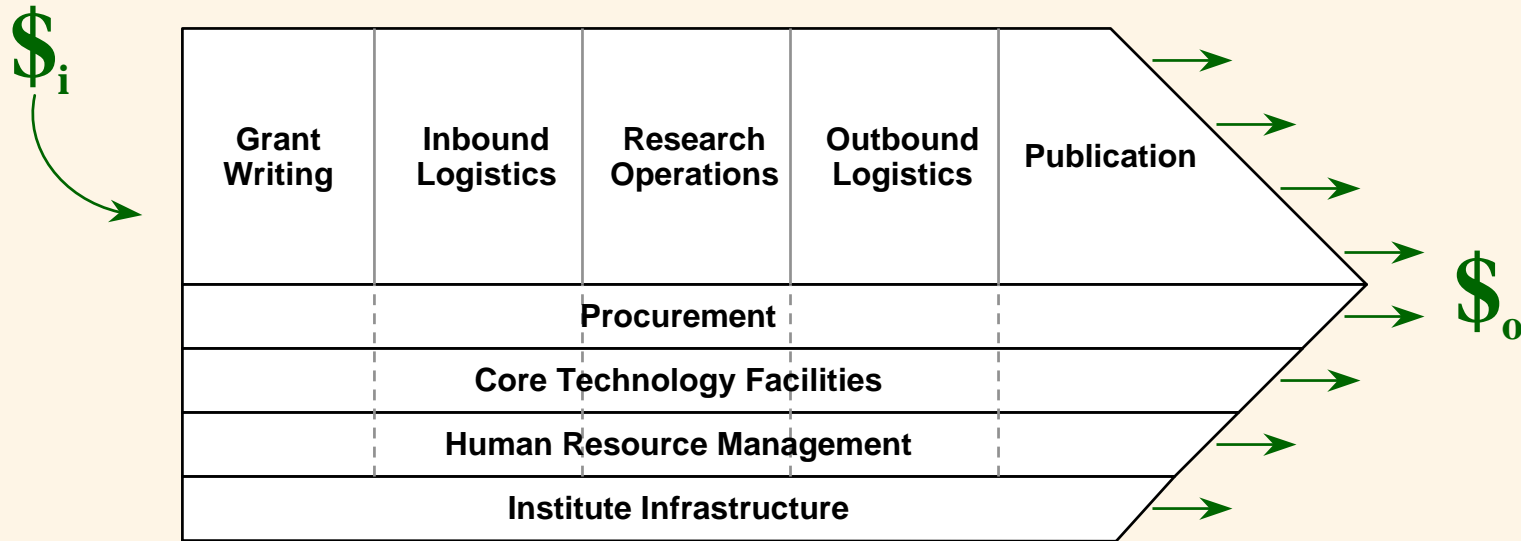 $i
Grant
Writing
Inbound
Logistics
Research
Operations
Outbound
Logistics
Publication
$o
Procurement
Core Technology Facilities
Human Resource Management
Institute Infrastructure